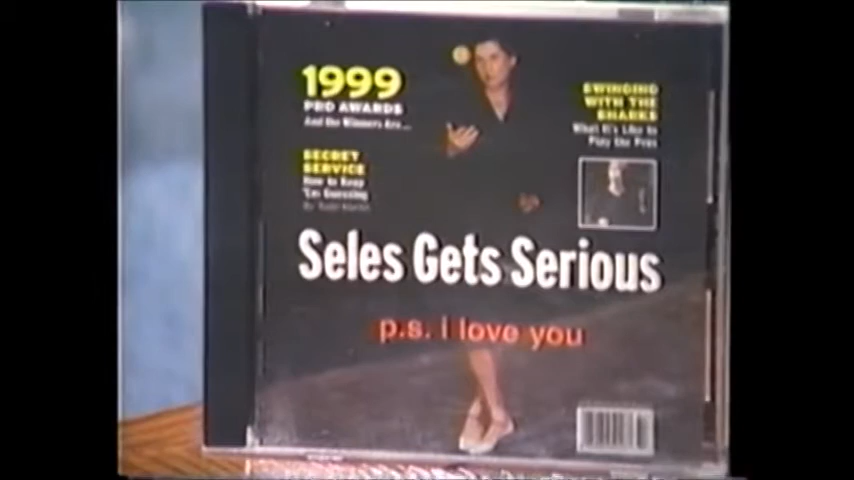 1999
PRO AWARDS
And the Winners Are...
SECRET
SERVICE
How to Keep
'Em Guessing
SWINGING
WITH THE
SHARKS
What It's Like to
Play the Pros
Seles Gets Serious
p.s. i love you